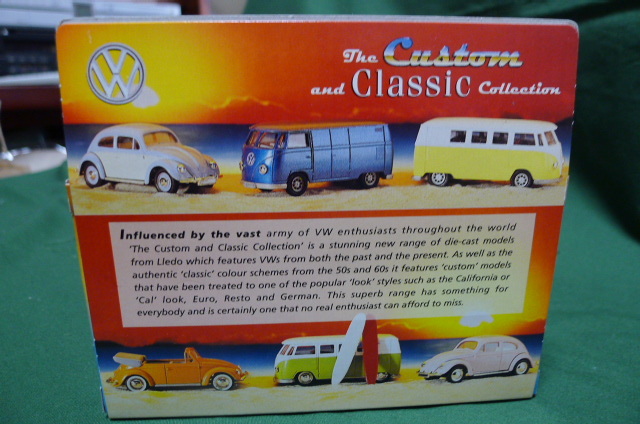 VW
The Custom
and Classic Collection
Influenced by the vast army of VW enthusiasts throughout the world
'The Custom and Classic Collection' is a stunning new range of die-cast models
from Lledo which features VWs from both the past and the present. As well as the
authentic 'classic' colour schemes from the 50s and 60s it features 'custom' models
that have been treated to one of the popular 'look' styles such as the California or
'Cal' look, Euro, Resto and German. This superb range has something for
everybody and is certainly one that no real enthusiast can afford to miss.